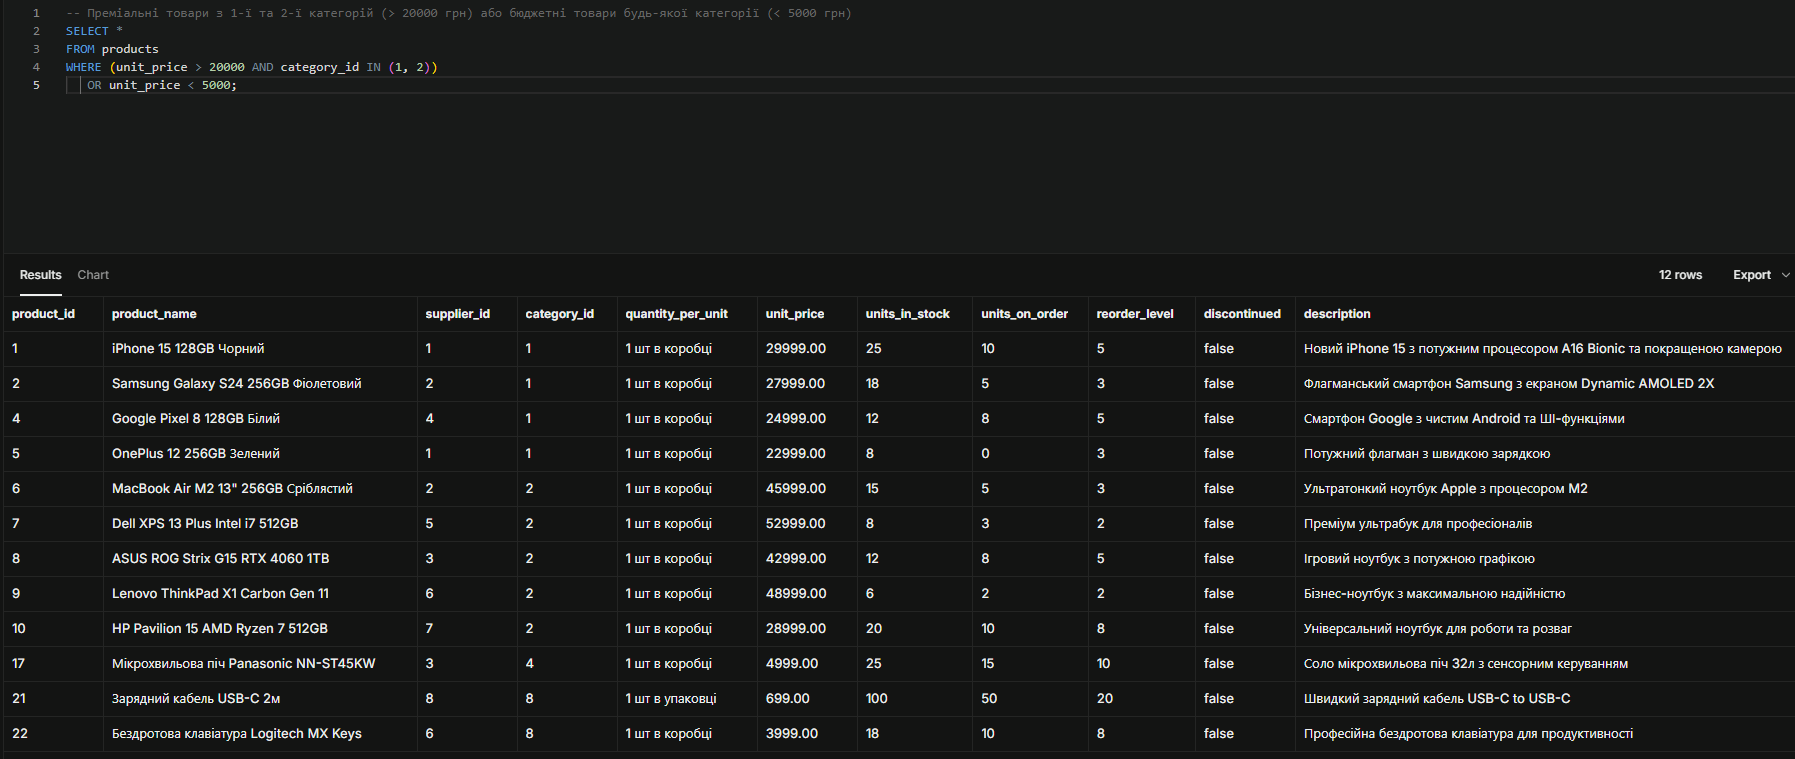 1 -- Преміальні товари з 1-ї та 2-ї категорій (> 20000 грн) або бюджетні товари будь-якої категорії (< 5000 грн)
2 SELECT *
3 FROM products
4 WHERE (unit_price > 20000 AND category_id IN (1, 2))
5 OR unit_price < 5000;
Results Chart 12 rows Export
product_id product_name supplier_id category_id quantity_per_unit unit_price units_in_stock units_on_order reorder_level discontinued description
1 iPhone 15 128GB Чорний 1 1 1 шт в коробці 29999.00 25 10 5 false Новий iPhone 15 з потужним процесором A16 Bionic та покращеною камерою
2 Samsung Galaxy S24 256GB Фіолетовий 2 1 1 шт в коробці 27999.00 18 5 3 false Флагманський смартфон Samsung з екраном Dynamic AMOLED 2X
4 Google Pixel 8 128GB Білий 4 1 1 шт в коробці 24999.00 12 8 5 false Смартфон Google з чистим Android та ШІ-функціями
5 OnePlus 12 256GB Зелений 1 1 1 шт в коробці 22999.00 8 0 3 false Потужний флагман з швидкою зарядкою
6 MacBook Air M2 13" 256GB Сріблястий 2 2 1 шт в коробці 45999.00 15 5 3 false Ультратонкий ноутбук Apple з процесором M2
7 Dell XPS 13 Plus Intel i7 512GB 5 2 1 шт в коробці 52999.00 8 3 2 false Преміум ультрабук для професіоналів
8 ASUS ROG Strix G15 RTX 4060 1TB 3 2 1 шт в коробці 42999.00 12 8 5 false Ігровий ноутбук з потужною графікою
9 Lenovo ThinkPad X1 Carbon Gen 11 6 2 1 шт в коробці 48999.00 6 2 2 false Бізнес-ноутбук з максимальною надійністю
10 HP Pavilion 15 AMD Ryzen 7 512GB 7 2 1 шт в коробці 28999.00 20 10 8 false Універсальний ноутбук для роботи та розваг
17 Мікрохвильова піч Panasonic NN-ST45KW 3 4 1 шт в коробці 4999.00 25 15 10 false Соло мікрохвильова піч 32л з сенсорним керуванням
21 Зарядний кабель USB-C 2м 8 8 1 шт в упаковці 699.00 100 50 20 false Швидкий зарядний кабель USB-C to USB-C
22 Бездротова клавіатура Logitech MX Keys 6 8 1 шт в коробці 3999.00 18 10 8 false Професійна бездротова клавіатура для продуктивності